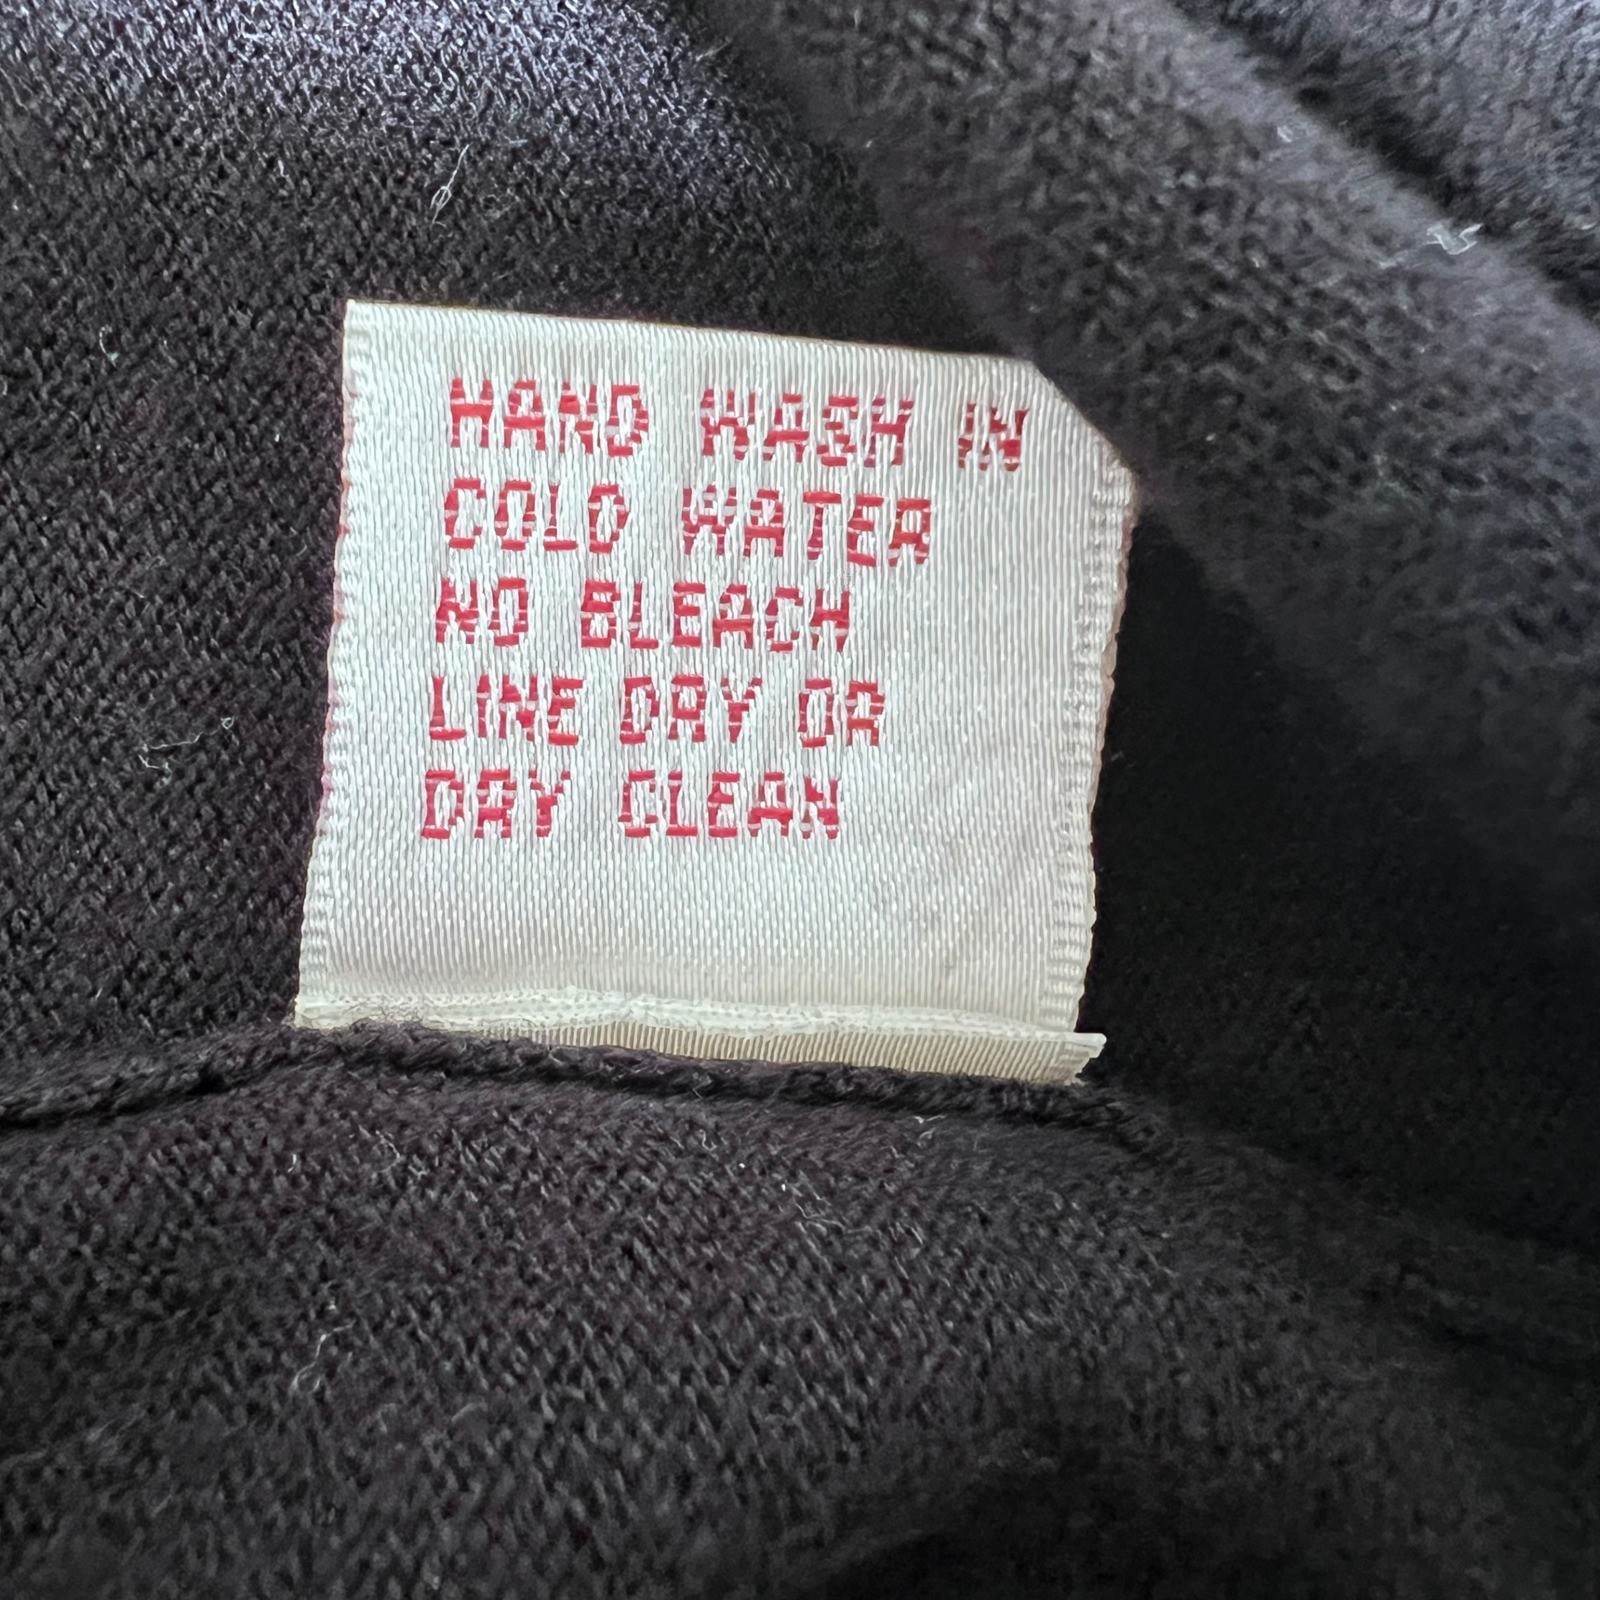 HAND WASH IN
COLD WATER
NO BLEACH
LINE DRY OR
DRY CLEAN